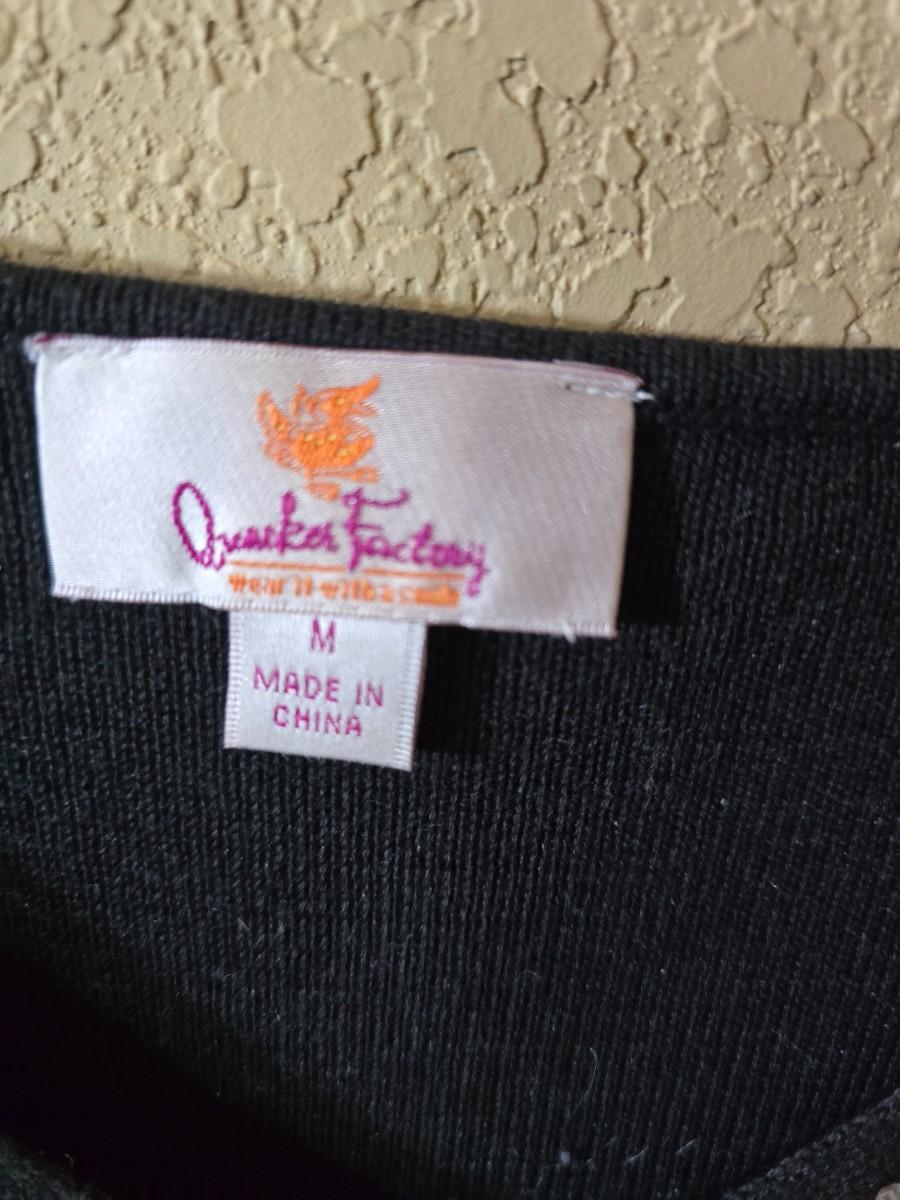 Quacker Factory
Wear it with a smile
M
MADE IN
CHINA